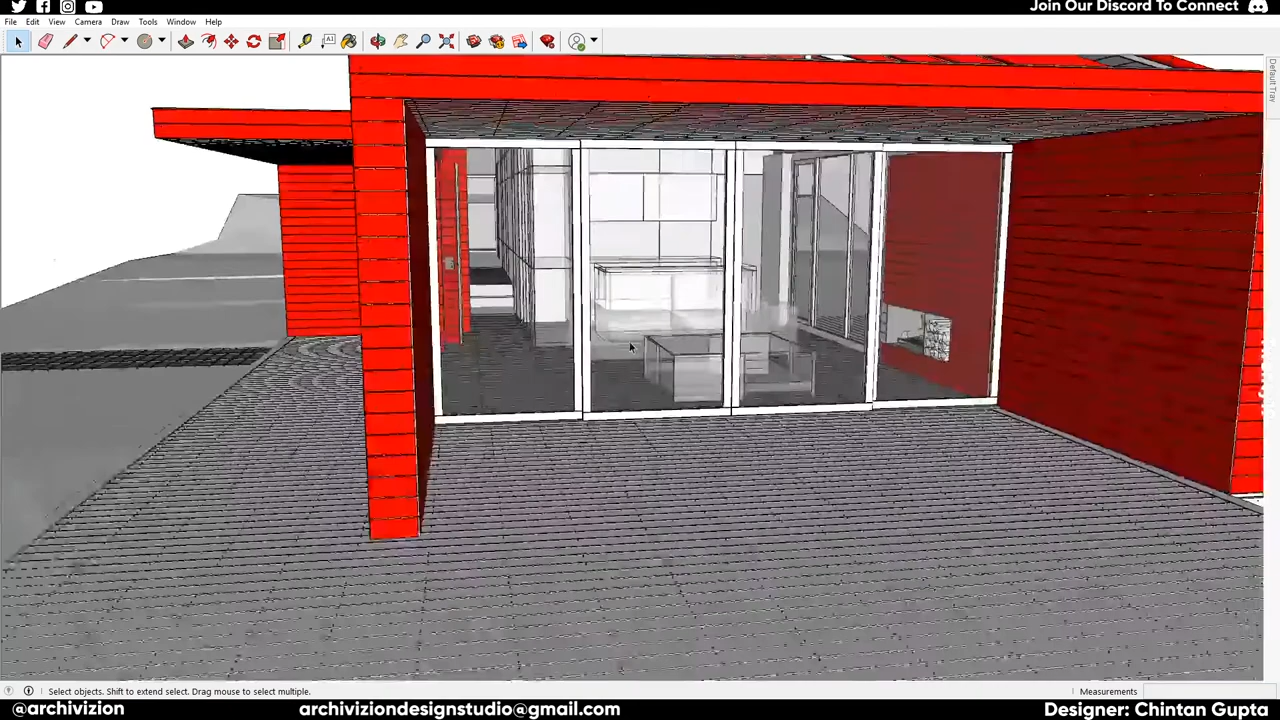 Join Our Discord To Connect
File Edit View Camera Draw Tools Window Help
Default Tray
Select objects. Shift to extend select. Drag mouse to select multiple.
Measurements
@archivizion
archiviziondesignstudio@gmail.com
Designer: Chintan Gupta